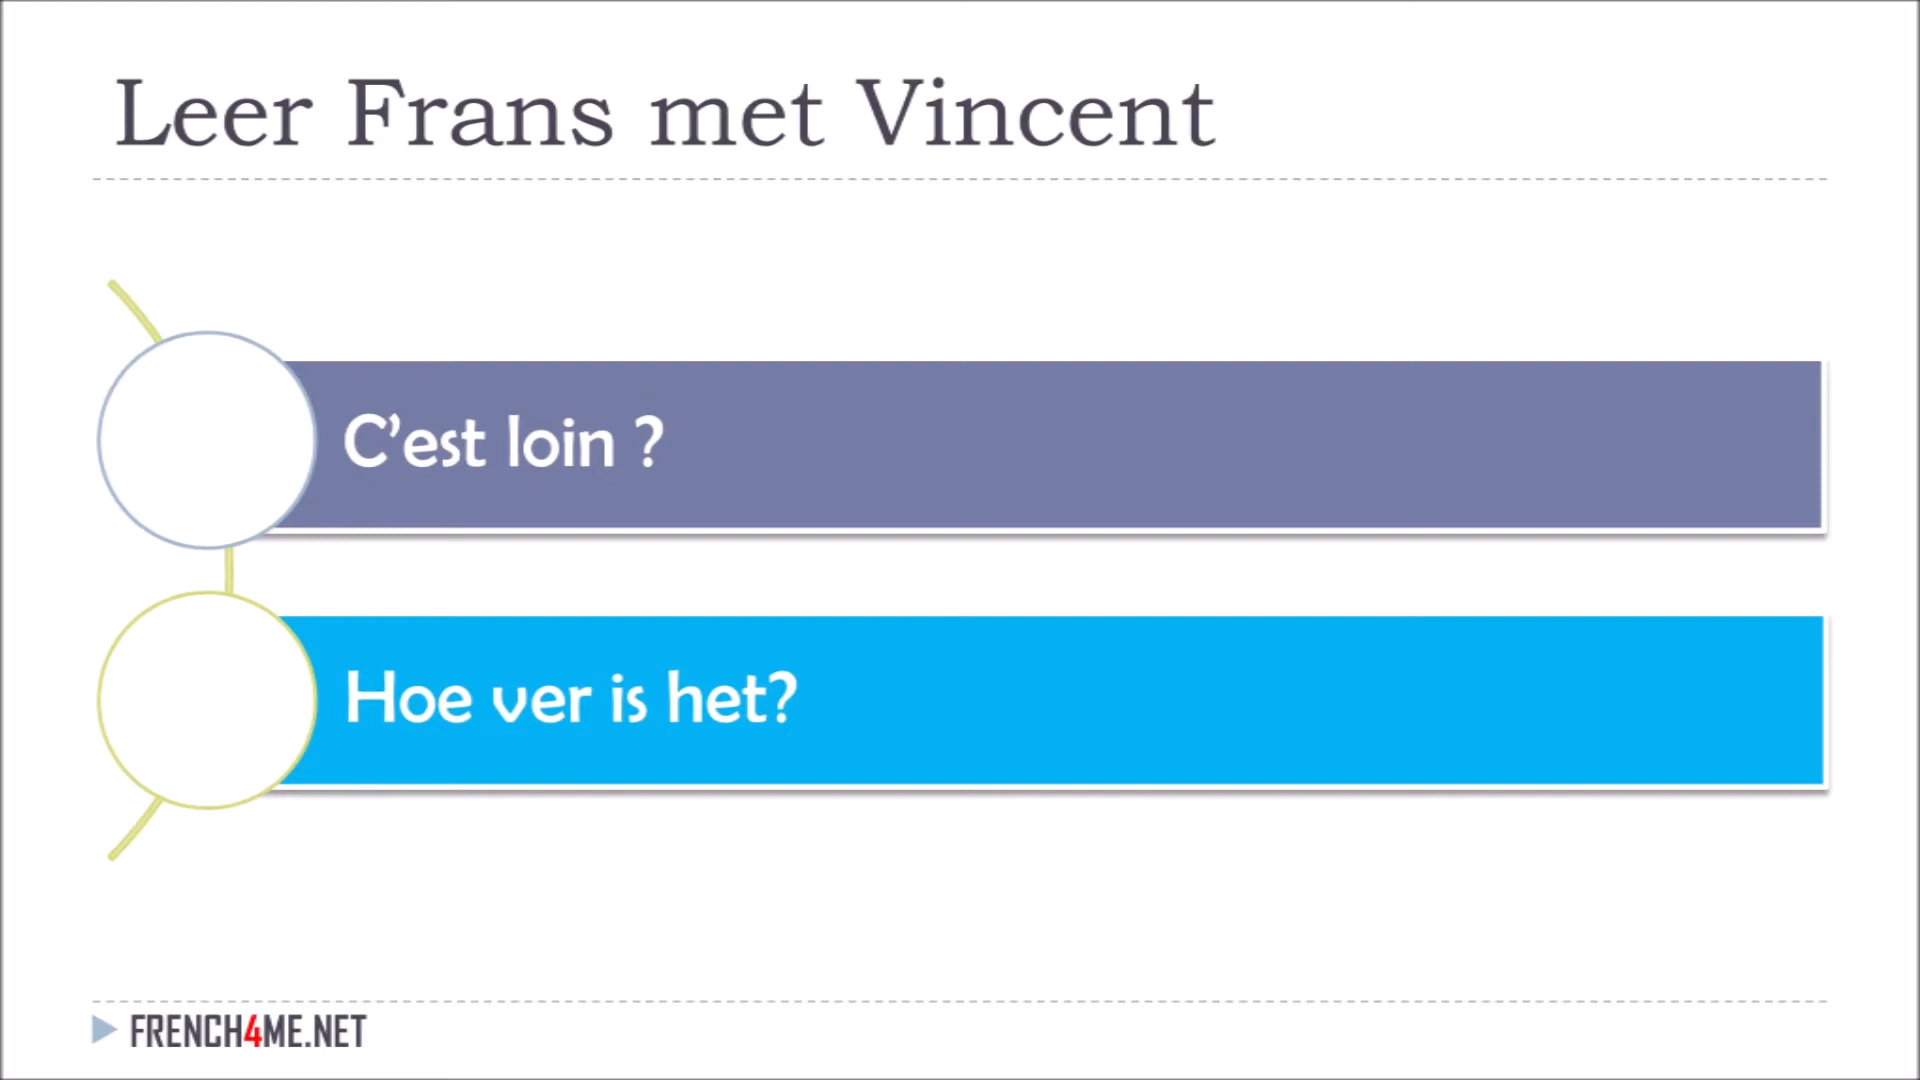 Leer Frans met Vincent
C’est loin ?
Hoe ver is het?
FRENCH4ME.NET